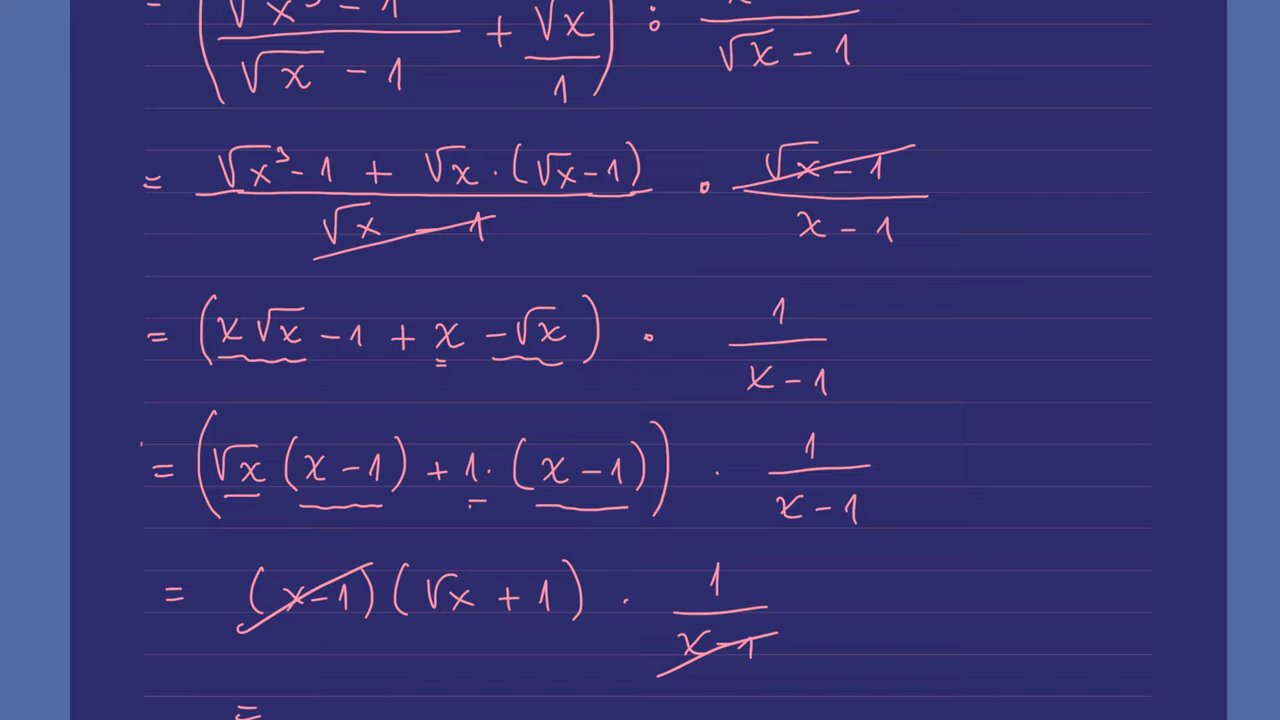 = (√x³ - 1 / √x - 1 + √x / 1) : / √x - 1
= √x³ - 1 + √x · (√x - 1) / √x - 1 · √x - 1 / x - 1
= (x √x - 1 + x - √x) · 1 / x - 1
= (√x (x - 1) + 1 · (x - 1)) · 1 / x - 1
= (x - 1) (√x + 1) · 1 / x - 1
=